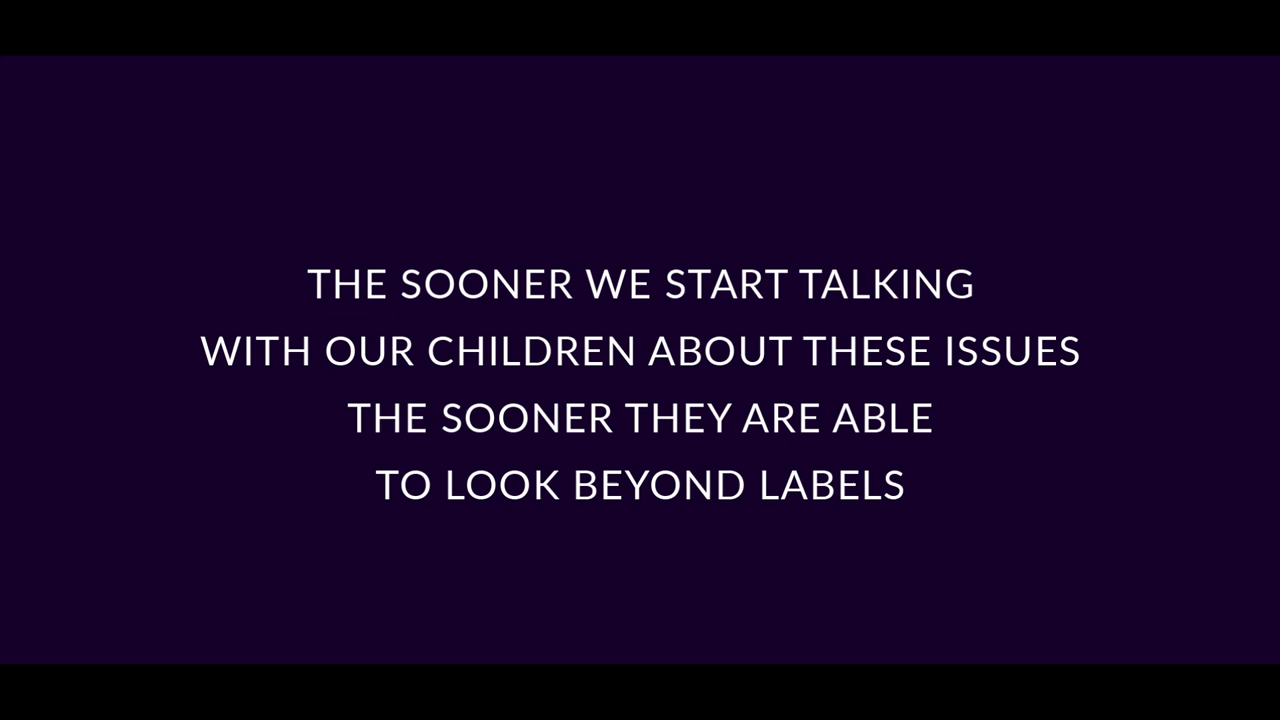 THE SOONER WE START TALKING
WITH OUR CHILDREN ABOUT THESE ISSUES
THE SOONER THEY ARE ABLE
TO LOOK BEYOND LABELS